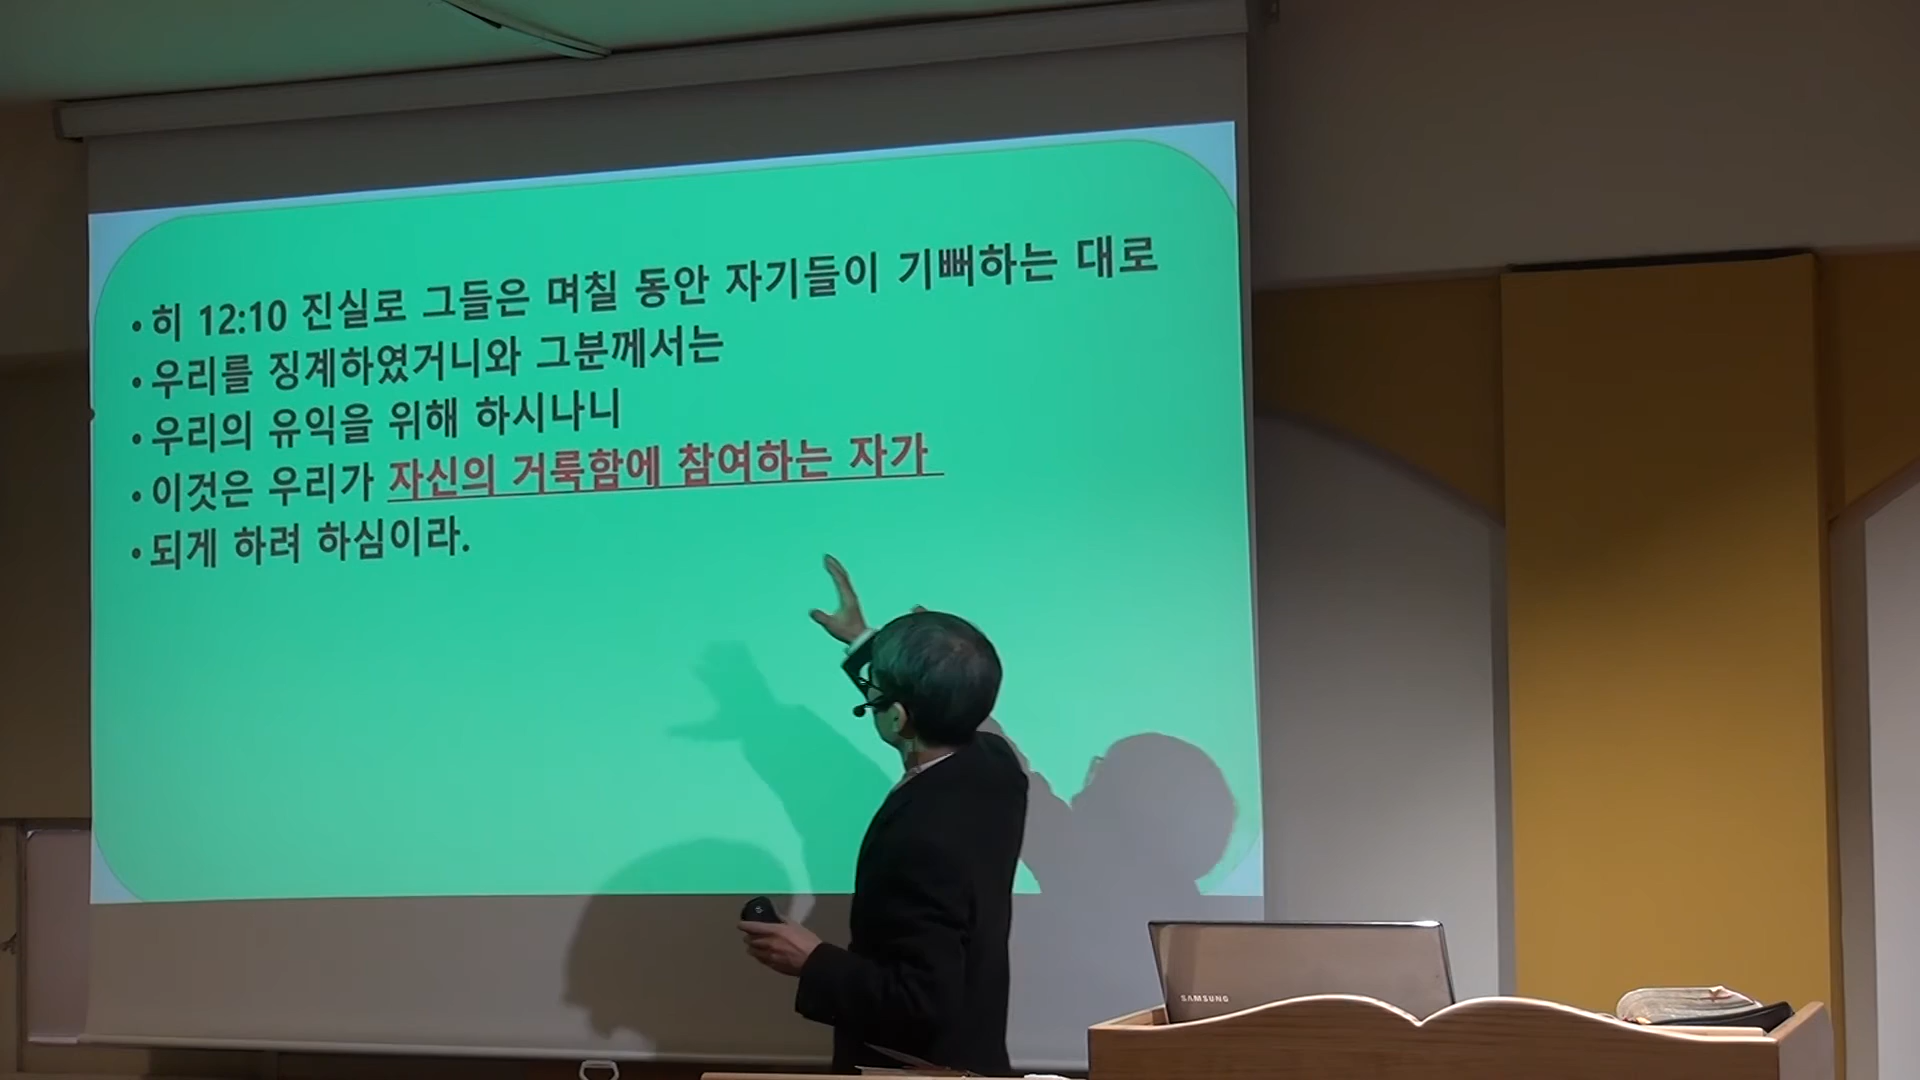 • 히 12:10 진실로 그들은 며칠 동안 자기들이 기뻐하는 대로
• 우리를 징계하였거니와 그분께서는
• 우리의 유익을 위해 하시나니
• 이것은 우리가 자신의 거룩함에 참여하는 자가
• 되게 하려 하심이라.
SAMSUNG